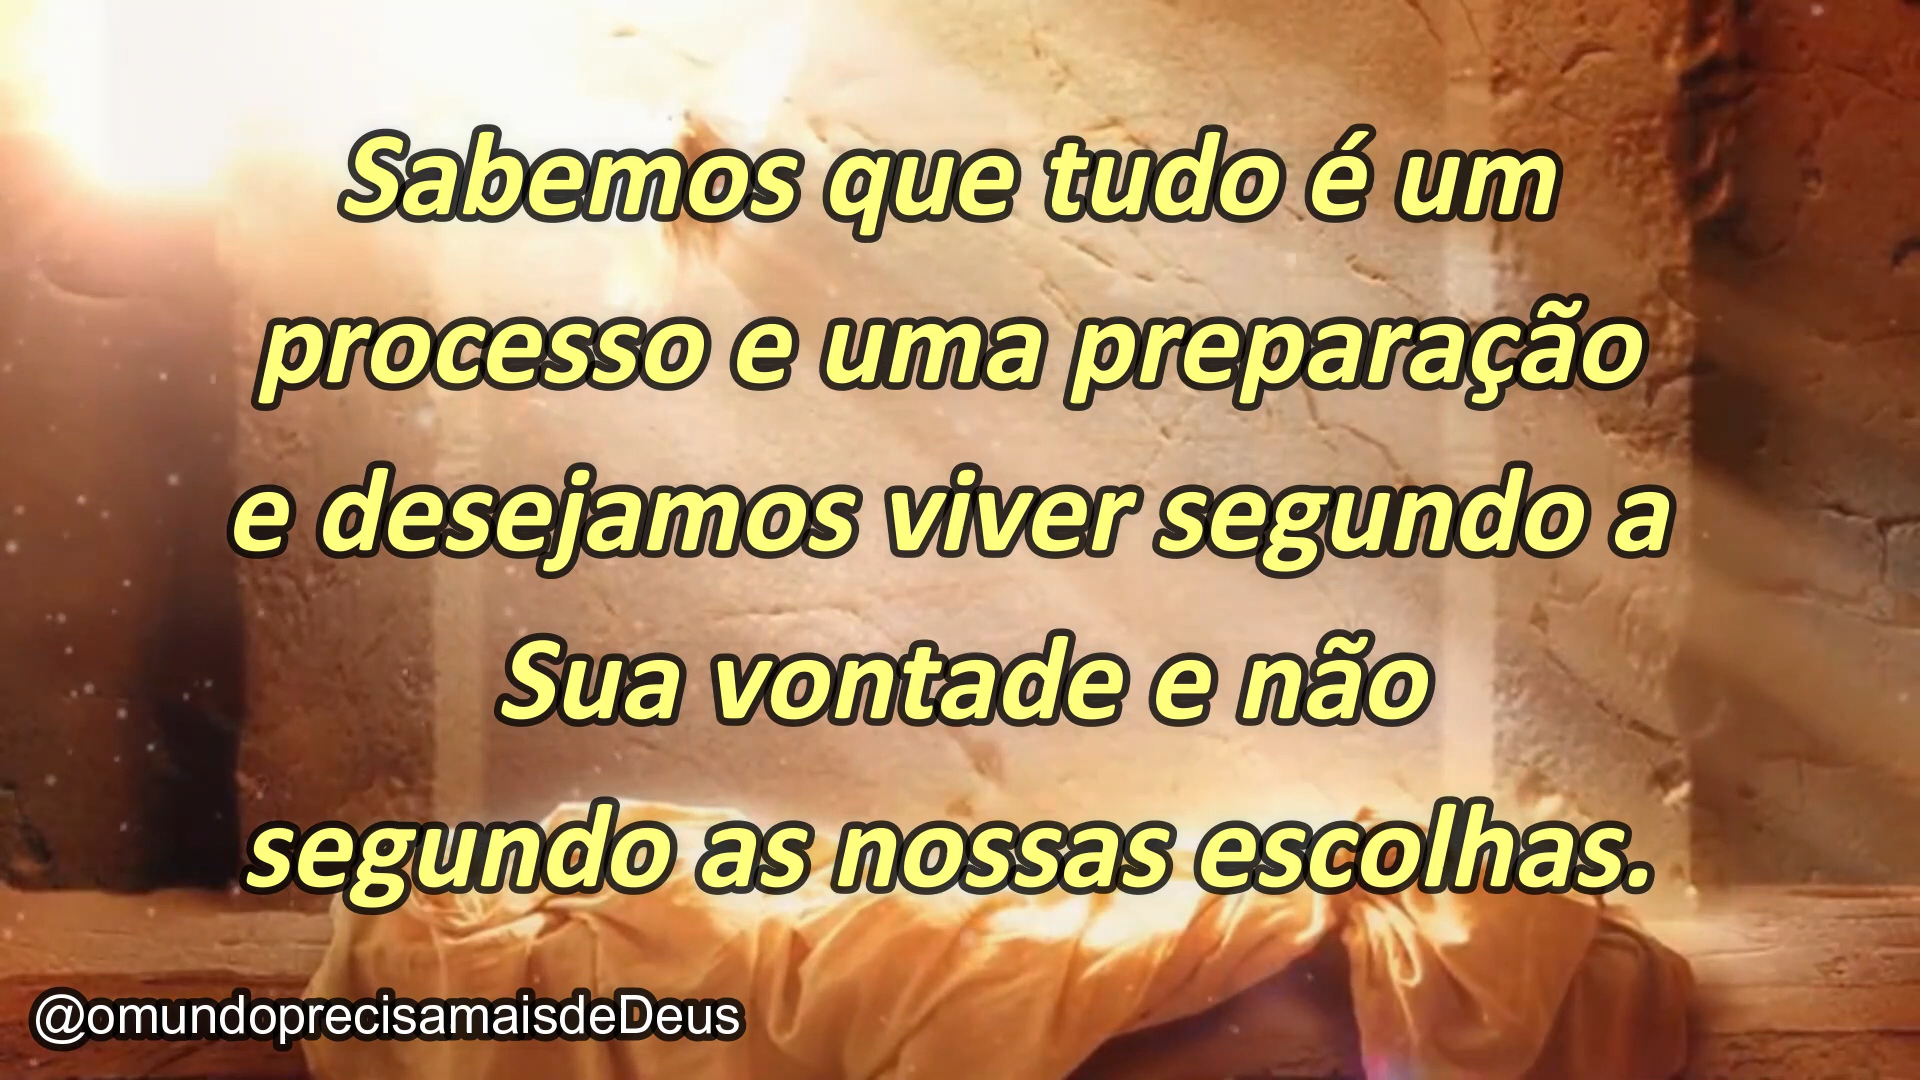 Sabemos que tudo é um
processo e uma preparação
e desejamos viver segundo a
Sua vontade e não
segundo as nossas escolhas.
@omundoprecisamaisdeDeus